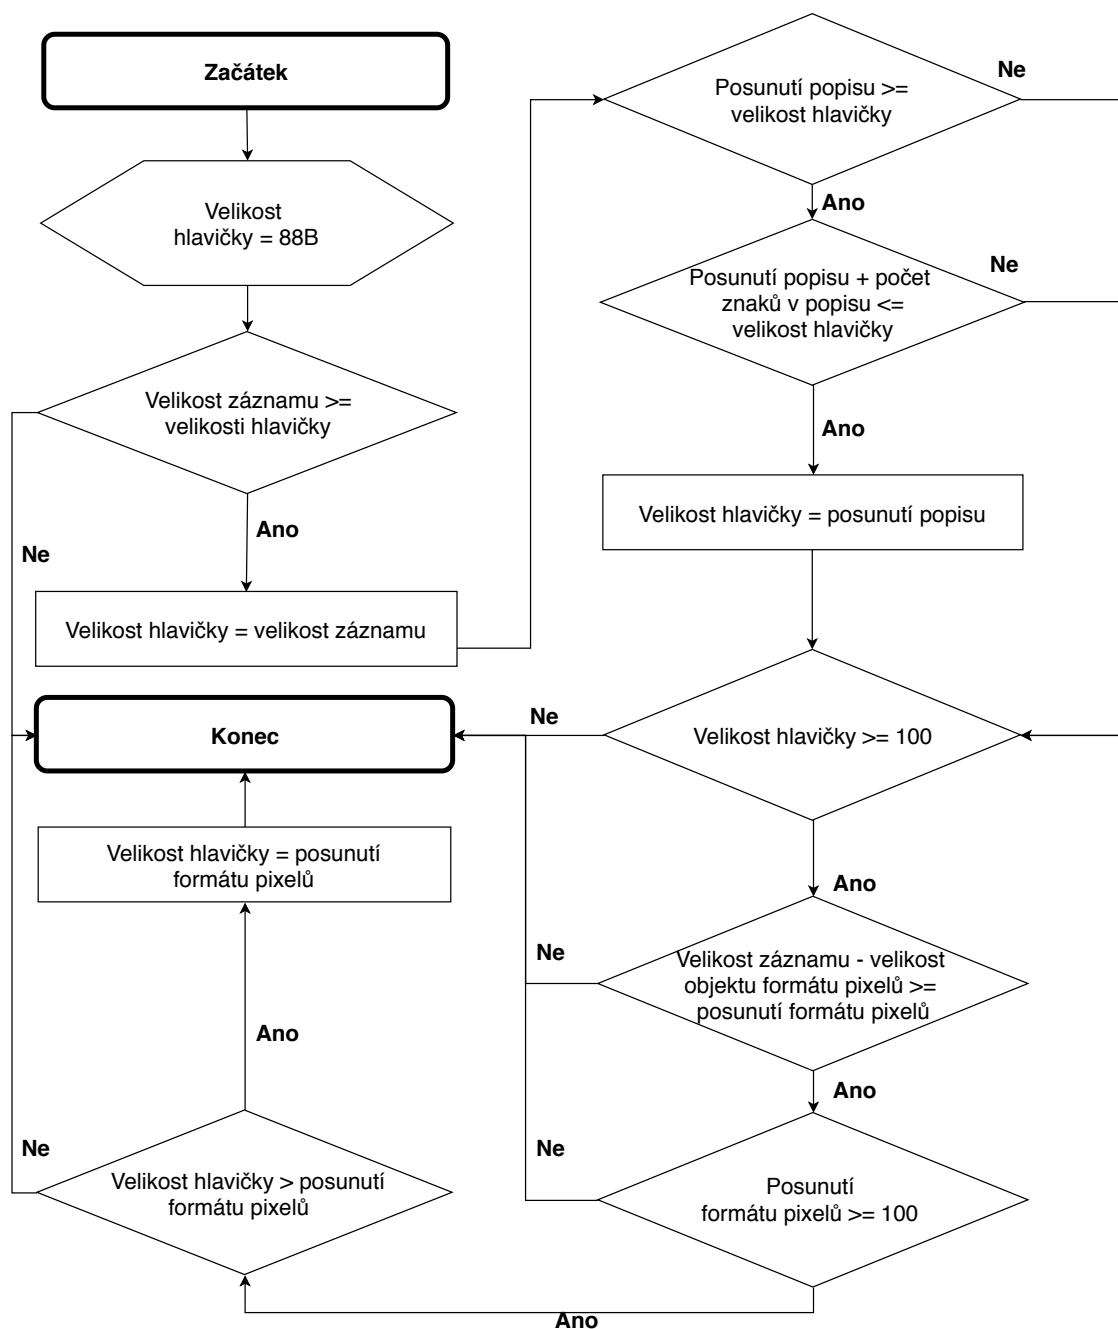 Začátek
Velikost
hlavičky = 88B
Velikost záznamu >=
velikosti hlavičky
Ano
Ne
Velikost hlavičky = velikost záznamu
Posunutí popisu >=
velikost hlavičky
Ne
Ano
Posunutí popisu + počet
znaků v popisu <=
velikost hlavičky
Ne
Ano
Velikost hlavičky = posunutí popisu
Velikost hlavičky >= 100
Ne
Ano
Velikost záznamu - velikost
objektu formátu pixelů >=
posunutí formátu pixelů
Ne
Ano
Posunutí
formátu pixelů >= 100
Ne
Ano
Velikost hlavičky > posunutí
formátu pixelů
Ne
Ano
Velikost hlavičky = posunutí
formátu pixelů
Konec